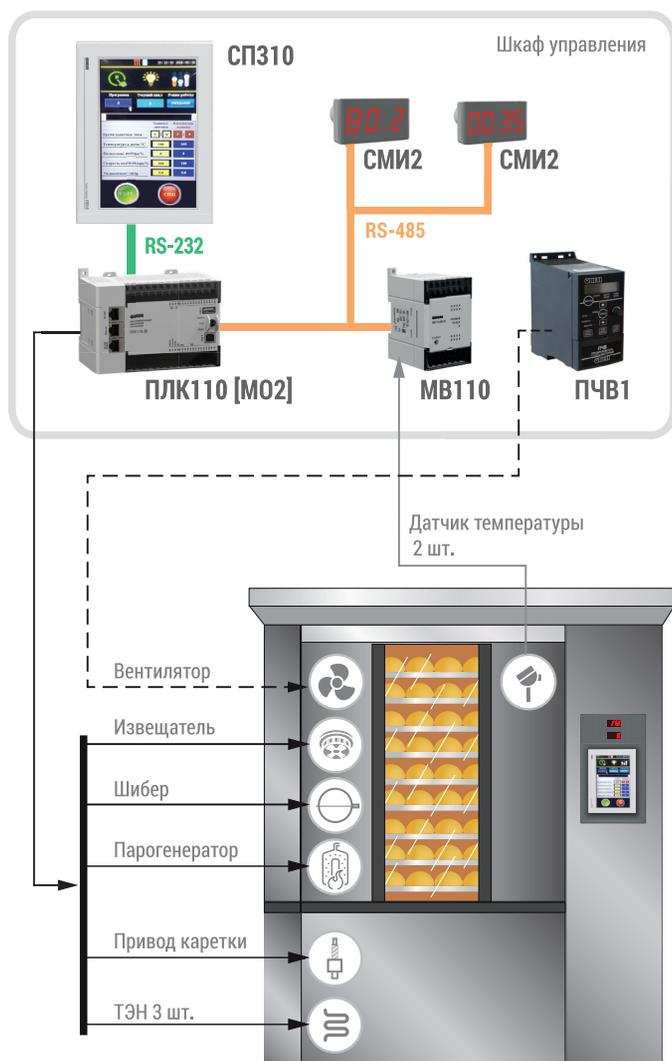 Шкаф управления
СП310
80.2
00:35
СМИ2
СМИ2
RS-485
RS-232
ПЛК110 [МО2]
МВ110
ПЧВ1
Датчик температуры
2 шт.
Вентилятор
Извещатель
Шибер
Парогенератор
Привод каретки
ТЭН 3 шт.